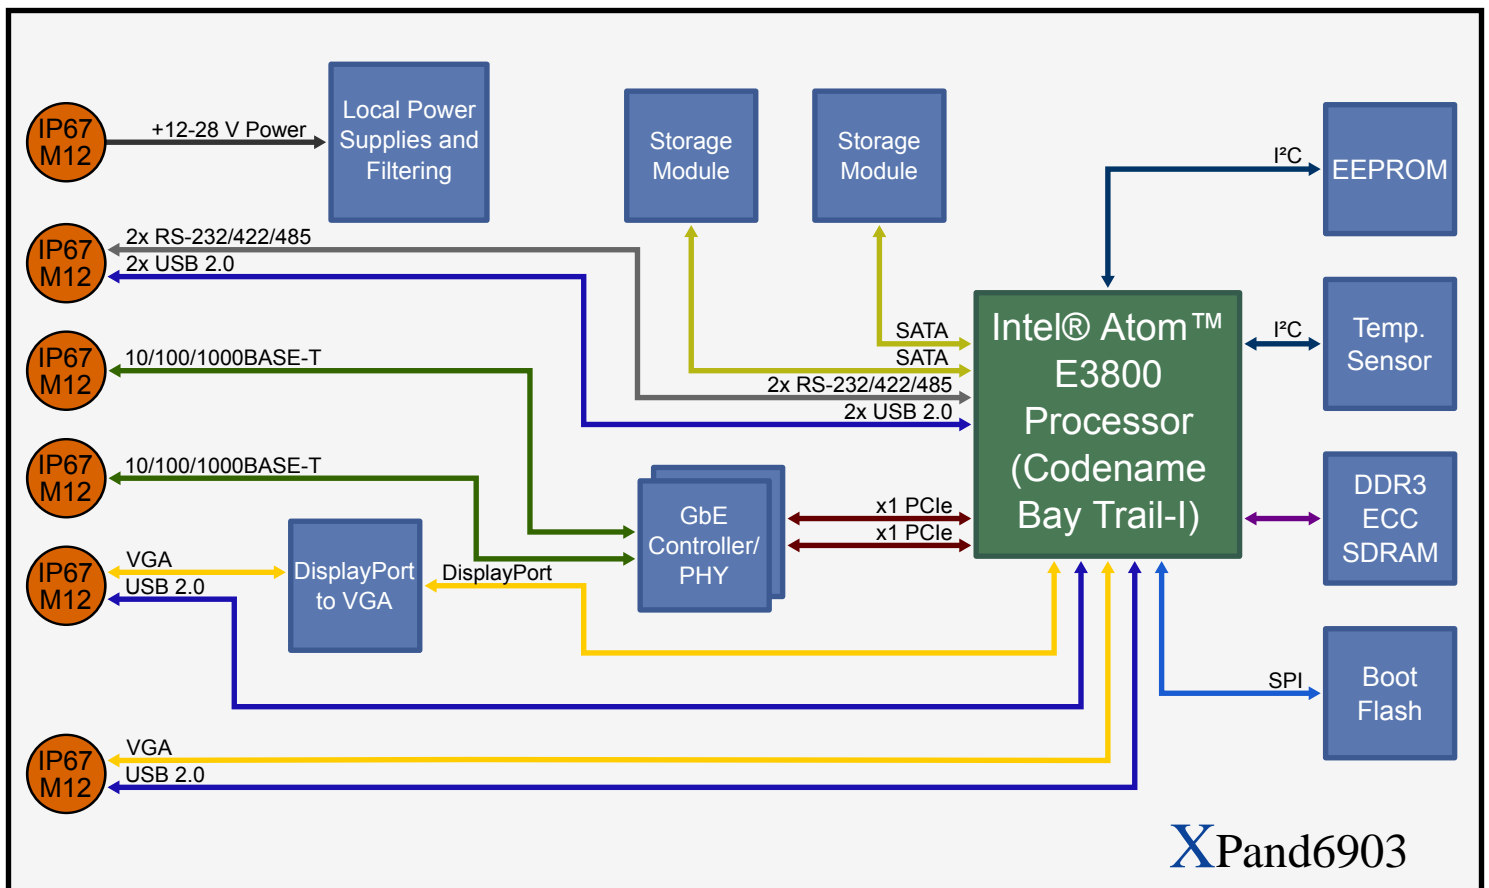 IP67
M12
+12-28 V Power
Local Power
Supplies and
Filtering
Storage
Module
Storage
Module
I²C
EEPROM
IP67
M12
2x RS-232/422/485
2x USB 2.0
IP67
M12
10/100/1000BASE-T
SATA
SATA
2x RS-232/422/485
2x USB 2.0
Intel® Atom™
E3800
Processor
(Codename
Bay Trail-I)
I²C
Temp.
Sensor
IP67
M12
10/100/1000BASE-T
GbE
Controller/
PHY
x1 PCIe
x1 PCIe
DDR3
ECC
SDRAM
IP67
M12
VGA
USB 2.0
DisplayPort
to VGA
DisplayPort
SPI
Boot
Flash
IP67
M12
VGA
USB 2.0
XPand6903